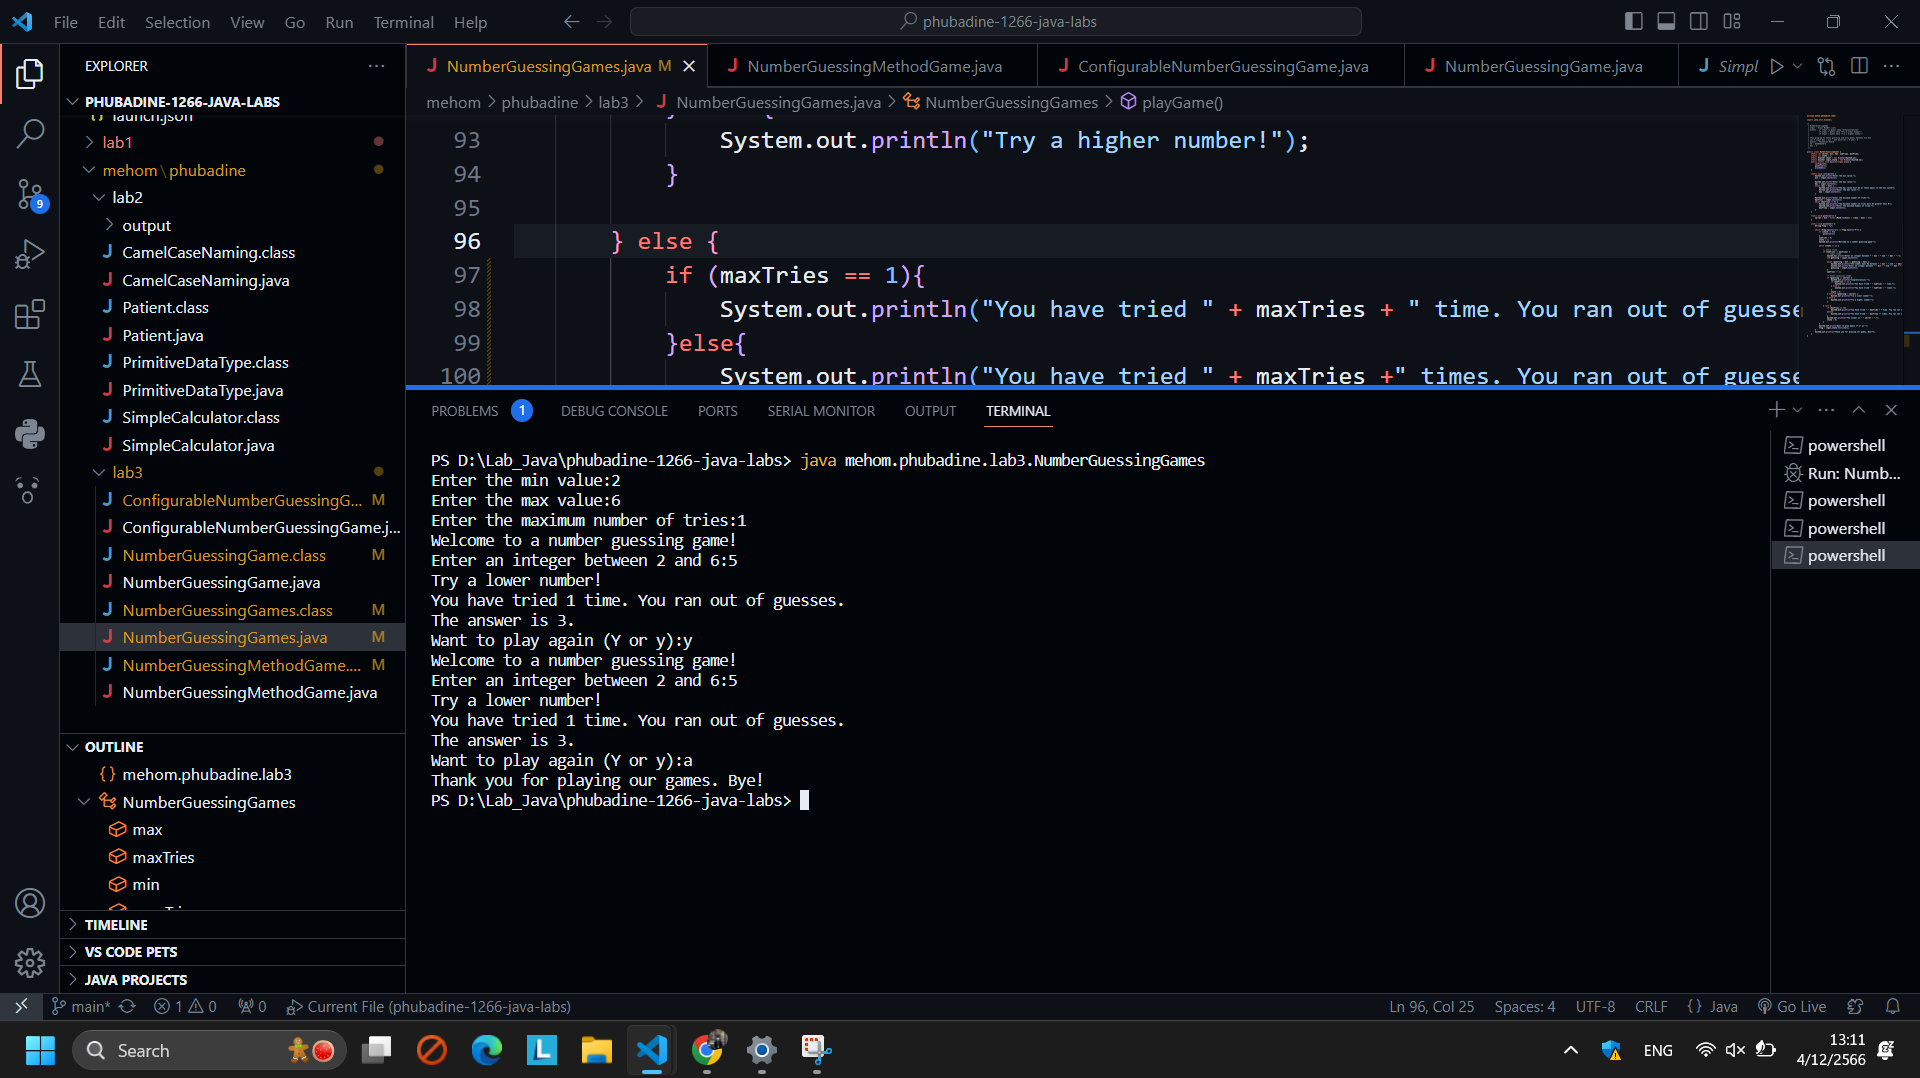 File Edit Selection View Go Run Terminal Help
phubadine-1266-java-labs
EXPLORER
PHUBADINE-1266-JAVA-LABS
launch.json
lab1
mehom\phubadine
lab2
output
CamelCaseNaming.class
CamelCaseNaming.java
Patient.class
Patient.java
PrimitiveDataType.class
PrimitiveDataType.java
SimpleCalculator.class
SimpleCalculator.java
lab3
ConfigurableNumberGuessingG... M
ConfigurableNumberGuessingGame.j...
NumberGuessingGame.class M
NumberGuessingGame.java
NumberGuessingGames.class M
NumberGuessingGames.java M
NumberGuessingMethodGame.... M
NumberGuessingMethodGame.java
OUTLINE
{} mehom.phubadine.lab3
NumberGuessingGames
max
maxTries
min
TIMELINE
VS CODE PETS
JAVA PROJECTS
9
NumberGuessingGames.java M
NumberGuessingMethodGame.java
ConfigurableNumberGuessingGame.java
NumberGuessingGame.java
Simpl
mehom > phubadine > lab3 > NumberGuessingGames.java > NumberGuessingGames > playGame()
93 System.out.println("Try a higher number!");
94 }
95
96 } else {
97 if (maxTries == 1){
98 System.out.println("You have tried " + maxTries + " time. You ran out of guesse
99 }else{
100 System.out.println("You have tried " + maxTries +" times. You ran out of guesse
PROBLEMS 1 DEBUG CONSOLE PORTS SERIAL MONITOR OUTPUT TERMINAL
PS D:\Lab_Java\phubadine-1266-java-labs> java mehom.phubadine.lab3.NumberGuessingGames
Enter the min value:2
Enter the max value:6
Enter the maximum number of tries:1
Welcome to a number guessing game!
Enter an integer between 2 and 6:5
Try a lower number!
You have tried 1 time. You ran out of guesses.
The answer is 3.
Want to play again (Y or y):y
Welcome to a number guessing game!
Enter an integer between 2 and 6:5
Try a lower number!
You have tried 1 time. You ran out of guesses.
The answer is 3.
Want to play again (Y or y):a
Thank you for playing our games. Bye!
PS D:\Lab_Java\phubadine-1266-java-labs>
powershell
Run: Numb...
powershell
powershell
powershell
main* 1 0 0 Current File (phubadine-1266-java-labs)
Ln 96, Col 25 Spaces: 4 UTF-8 CRLF {} Java Go Live
Search
ENG
13:11
4/12/2566